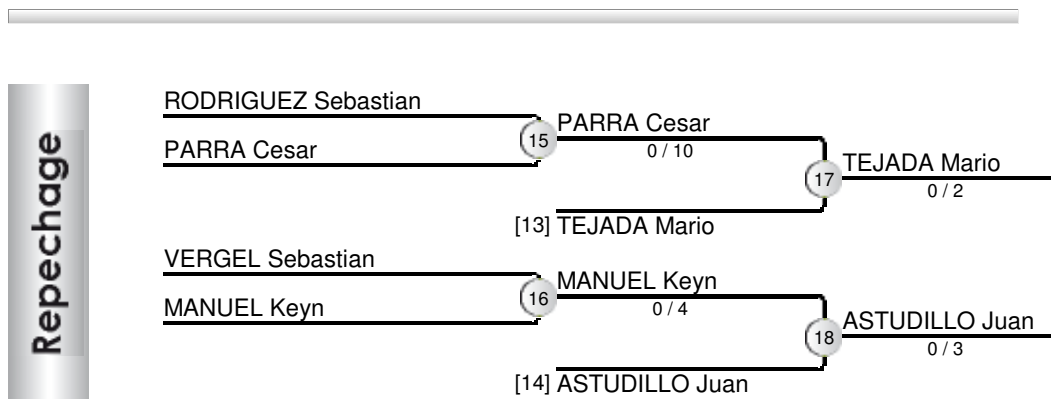 Repechage
RODRIGUEZ Sebastian
PARRA Cesar
15
PARRA Cesar
0 / 10
17
TEJADA Mario
0 / 2
[13] TEJADA Mario
VERGEL Sebastian
MANUEL Keyn
16
MANUEL Keyn
0 / 4
18
ASTUDILLO Juan
0 / 3
[14] ASTUDILLO Juan